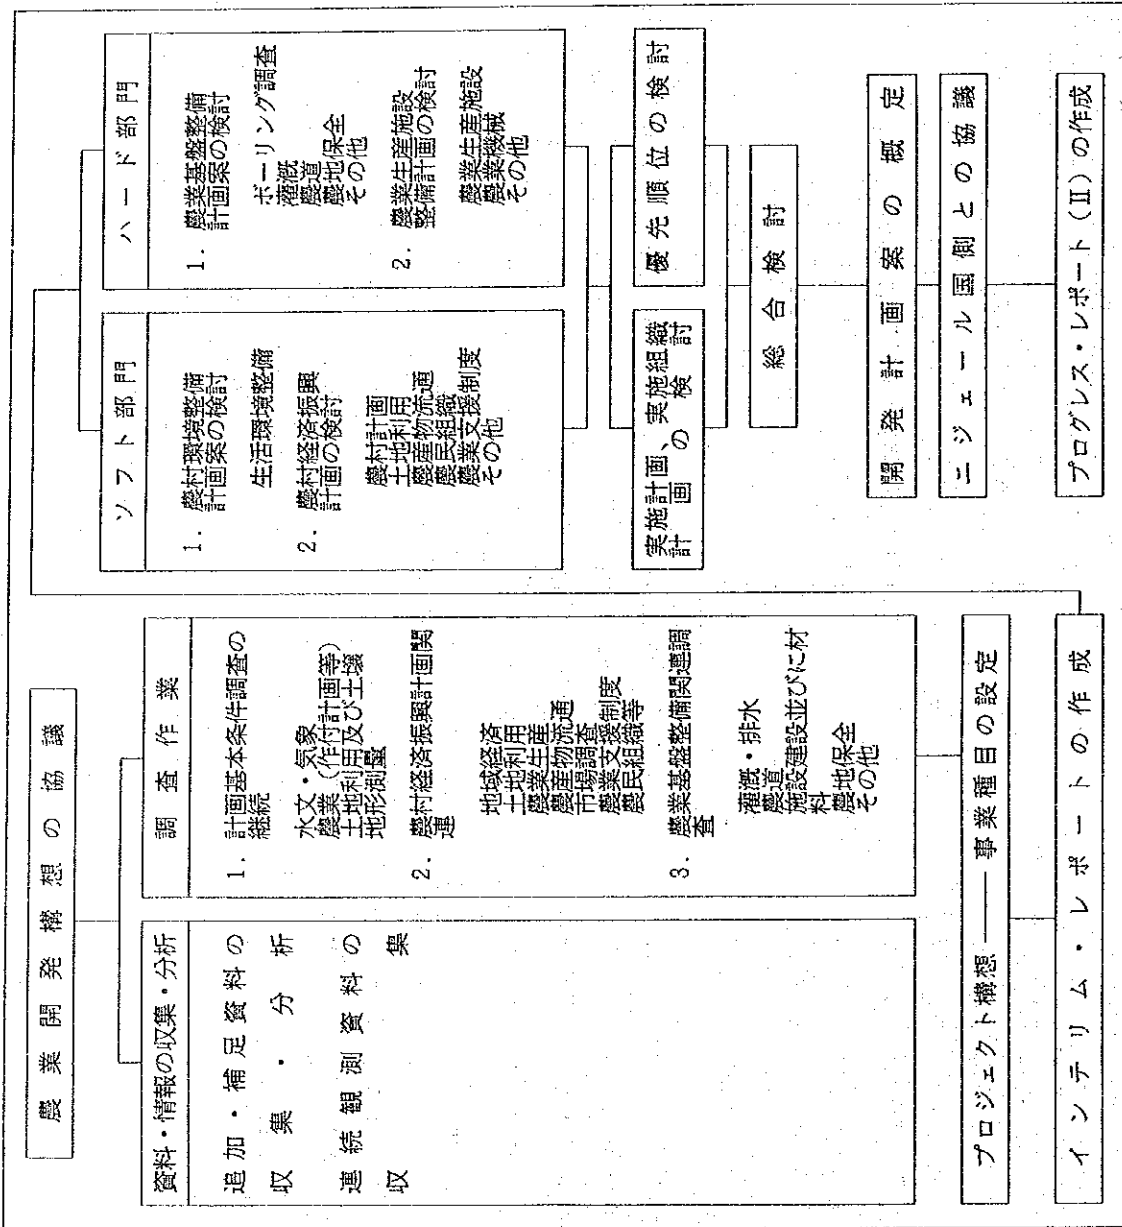 農業開発構想の協議
資料・情報の収集・分析
追加・補足資料の
収集・分析
連続観測資料の
収集
調査作業
1. 計画基本条件調査の
継続
水文・気象
農業（作付計画等）
土地利用及び土壌
地形測量
2. 農村経済振興計画関
連
地域経済
土地利用
農業生産
農産物流通
市場調査
農業支援制度
農民組織等
3. 農業基盤整備関連調
査
灌漑・排水
農道
施設建設並びに材
料
農地保全
その他
プロジェクト構想 —— 事業種目の設定
インテリム・レポートの作成
ソフト部門
1. 農村環境整備
計画案の検討
生活環境整備
2. 農村経済振興
計画の検討
農村計画
土地利用
農産物流通
農民組織
農業支援制度
その他
ハード部門
1. 農業基盤整備
計画案の検討
ボーリング調査
灌漑
農道
農地保全
その他
2. 農業生産施設
整備計画の検討
農業生産施設
農業機械
その他
実施計画、実施組織
計画の検討
優先順位の検討
総合検討
開発計画案の概定
ニジェール国側との協議
プログレス・レポート(II)の作成